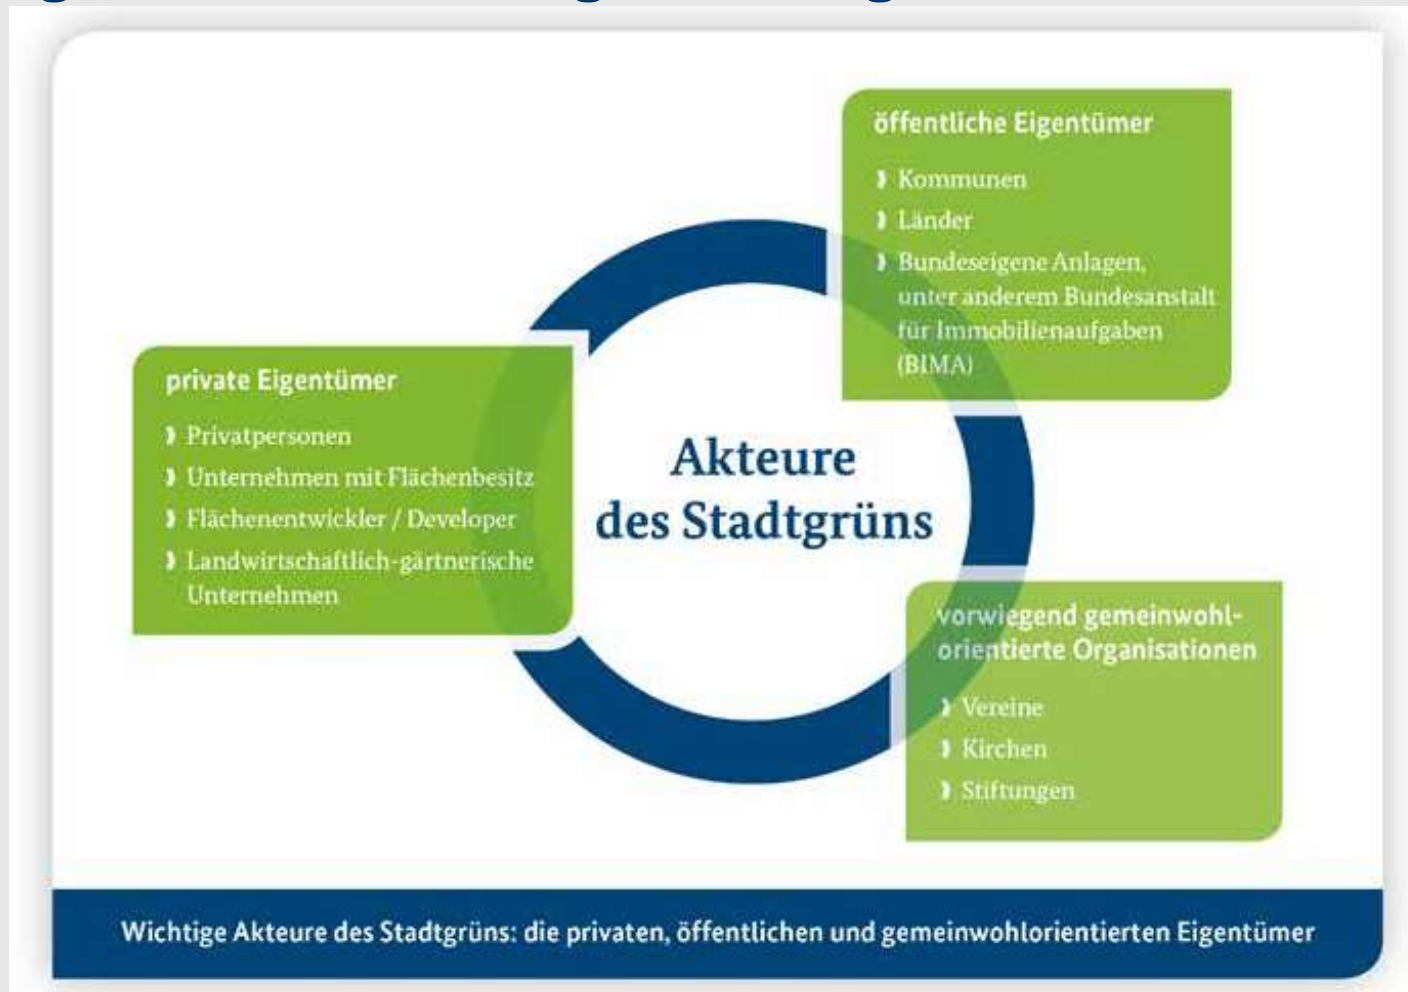 öffentliche Eigentümer
Kommunen
Länder
Bundeseigene Anlagen,
unter anderem Bundesanstalt
für Immobilienaufgaben
(BIMA)
private Eigentümer
Privatpersonen
Unternehmen mit Flächenbesitz
Flächenentwickler / Developer
Landwirtschaftlich-gärtnerische
Unternehmen
Akteure
des Stadtgrüns
vorwiegend gemeinwohl-
orientierte Organisationen
Vereine
Kirchen
Stiftungen
Wichtige Akteure des Stadtgrüns: die privaten, öffentlichen und gemeinwohlorientierten Eigentümer